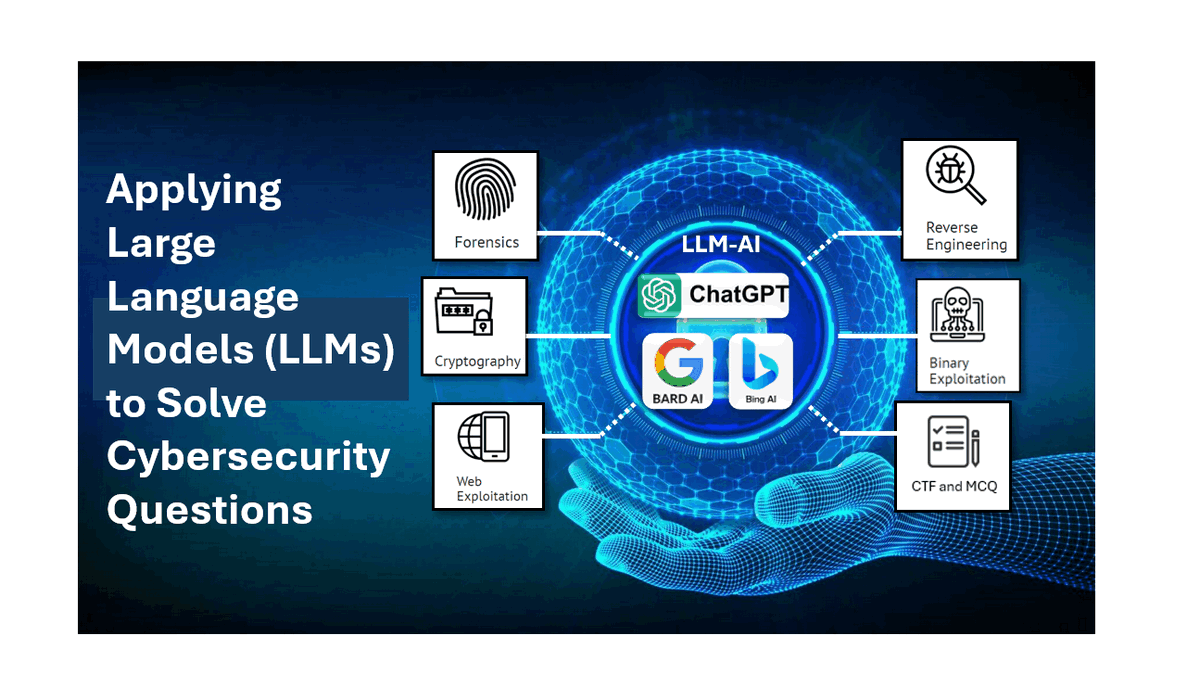 Applying
Large
Language
Models (LLMs)
to Solve
Cybersecurity
Questions
Forensics
Cryptography
Web
Exploitation
LLM-AI
ChatGPT
BARD AI
Bing AI
Reverse
Engineering
Binary
Exploitation
CTF and MCQ